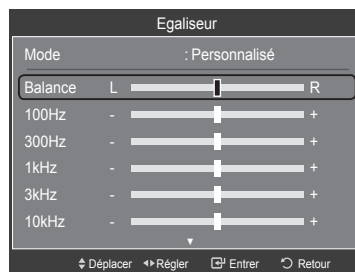 Egaliseur
Mode : Personnalisé
Balance L R
100Hz - +
300Hz - +
1kHz - +
3kHz - +
10kHz - +
▼
Déplacer Régler Entrer Retour